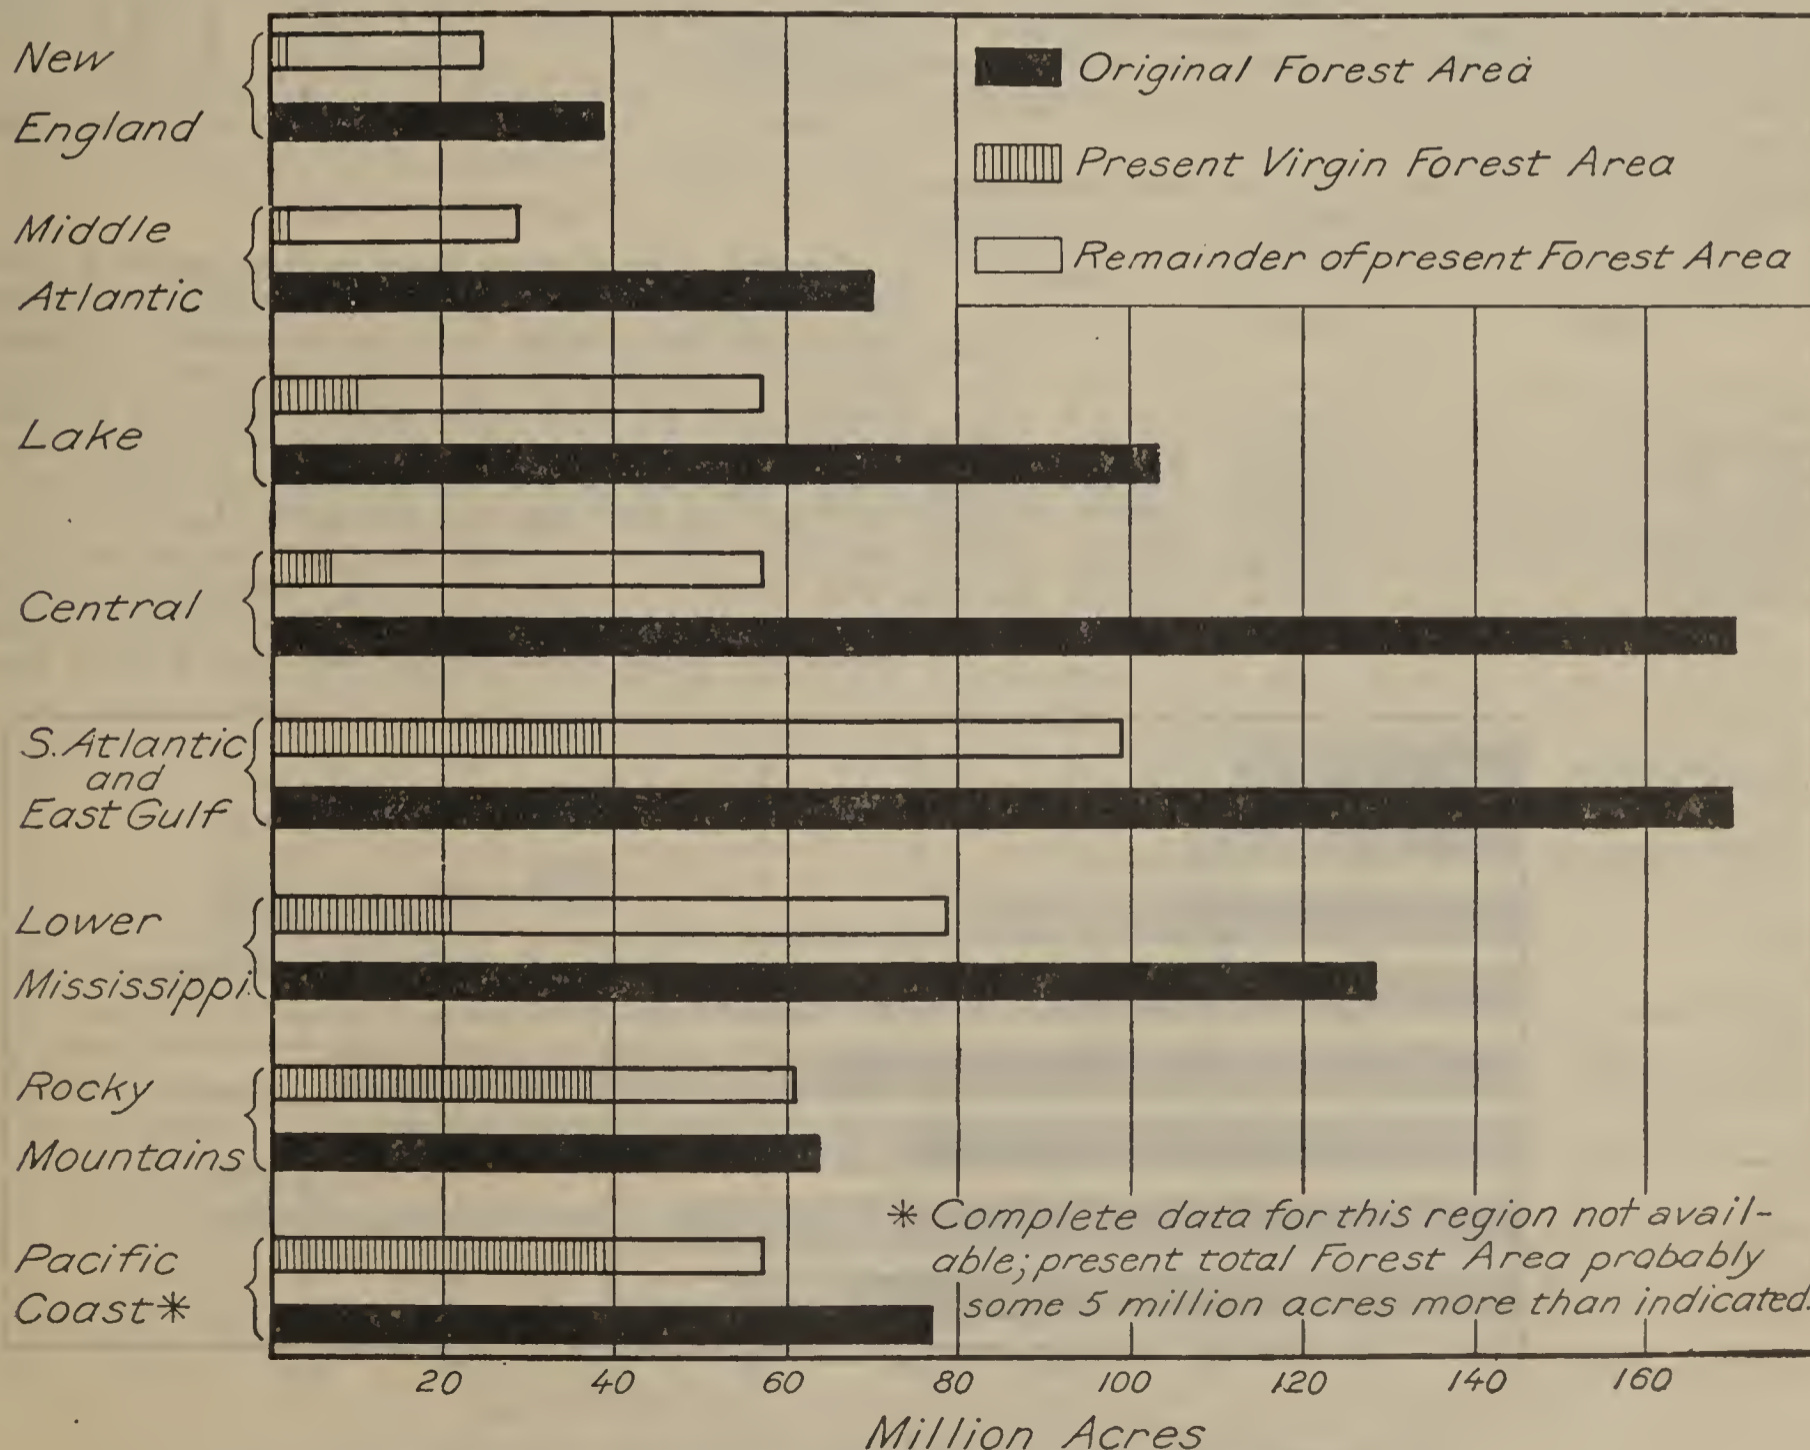 New
England
Middle
Atlantic
Lake
Central
S. Atlantic
and
East Gulf
Lower
Mississippi
Rocky
Mountains
Pacific
Coast*
Original Forest Area
Present Virgin Forest Area
Remainder of present Forest Area
* Complete data for this region not avail-
able; present total Forest Area probably
some 5 million acres more than indicated.
20 40 60 80 100 120 140 160
Million Acres